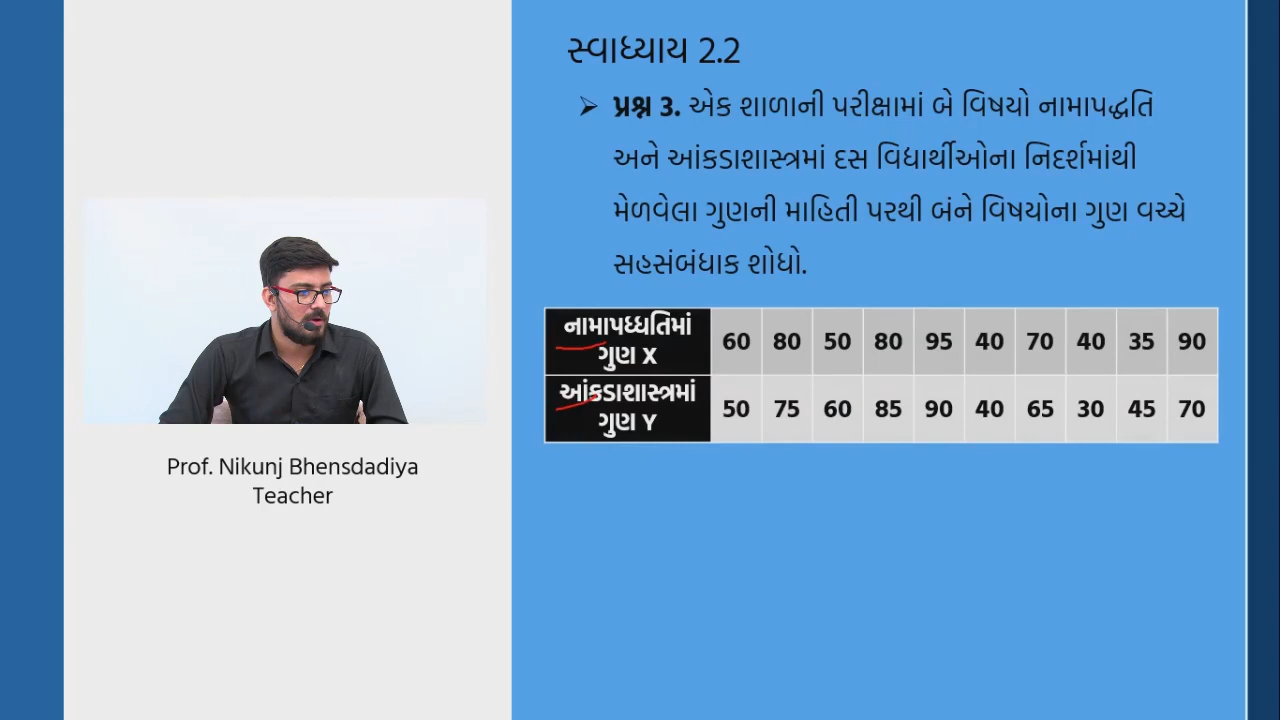 સ્વાધ્યાય 2.2
➢ પ્રશ્ન 3. એક શાળાની પરીક્ષામાં બે વિષયો નામાપદ્ધતિ
અને આંકડાશાસ્ત્રમાં દસ વિદ્યાર્થીઓના નિદર્શમાંથી
મેળવેલા ગુણની માહિતી પરથી બંને વિષયોના ગુણ વચ્ચે
સહસંબંધાક શોધો.
નામાપધ્ધતિમાં
ગુણ X 60 80 50 80 95 40 70 40 35 90
આંકડાશાસ્ત્રમાં
ગુણ Y 50 75 60 85 90 40 65 30 45 70
Prof. Nikunj Bhensdadiya
Teacher